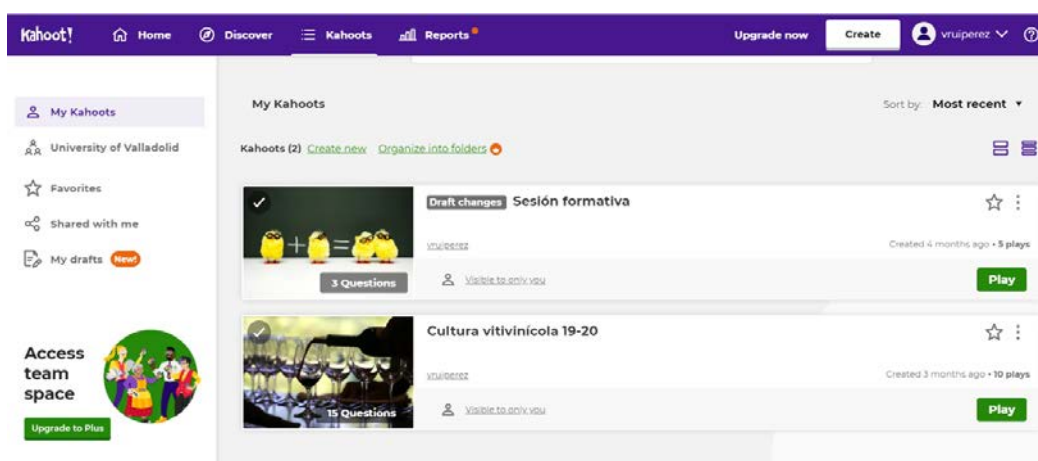 Kahoot! Home Discover Kahoots Reports Upgrade now Create vruiperez
My Kahoots
University of Valladolid
Favorites
Shared with me
My drafts New!
Access
team
space
Upgrade to Plus
My Kahoots Sort by: Most recent
Kahoots (2) Create new Organize into folders
Draft changes Sesión formativa
vruiperez Created 4 months ago • 5 plays
3 Questions Visible to only you Play
Cultura vitivinícola 19-20
vruiperez Created 3 months ago • 10 plays
15 Questions Visible to only you Play